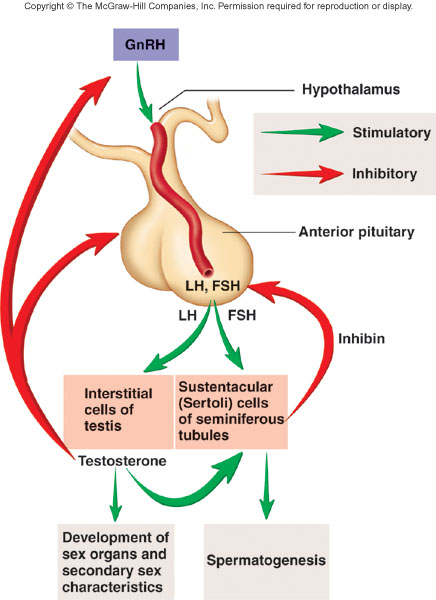 Copyright © The McGraw-Hill Companies, Inc. Permission required for reproduction or display.
GnRH
Hypothalamus
Stimulatory
Inhibitory
Anterior pituitary
LH, FSH
LH
FSH
Inhibin
Interstitial
cells of
testis
Sustentacular
(Sertoli) cells
of seminiferous
tubules
Testosterone
Development of
sex organs and
secondary sex
characteristics
Spermatogenesis